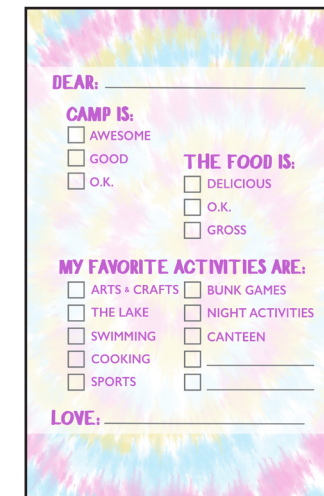 DEAR:
CAMP IS:
AWESOME
GOOD
O.K.
THE FOOD IS:
DELICIOUS
O.K.
GROSS
MY FAVORITE ACTIVITIES ARE:
ARTS & CRAFTS
THE LAKE
SWIMMING
COOKING
SPORTS
BUNK GAMES
NIGHT ACTIVITIES
CANTEEN
LOVE: